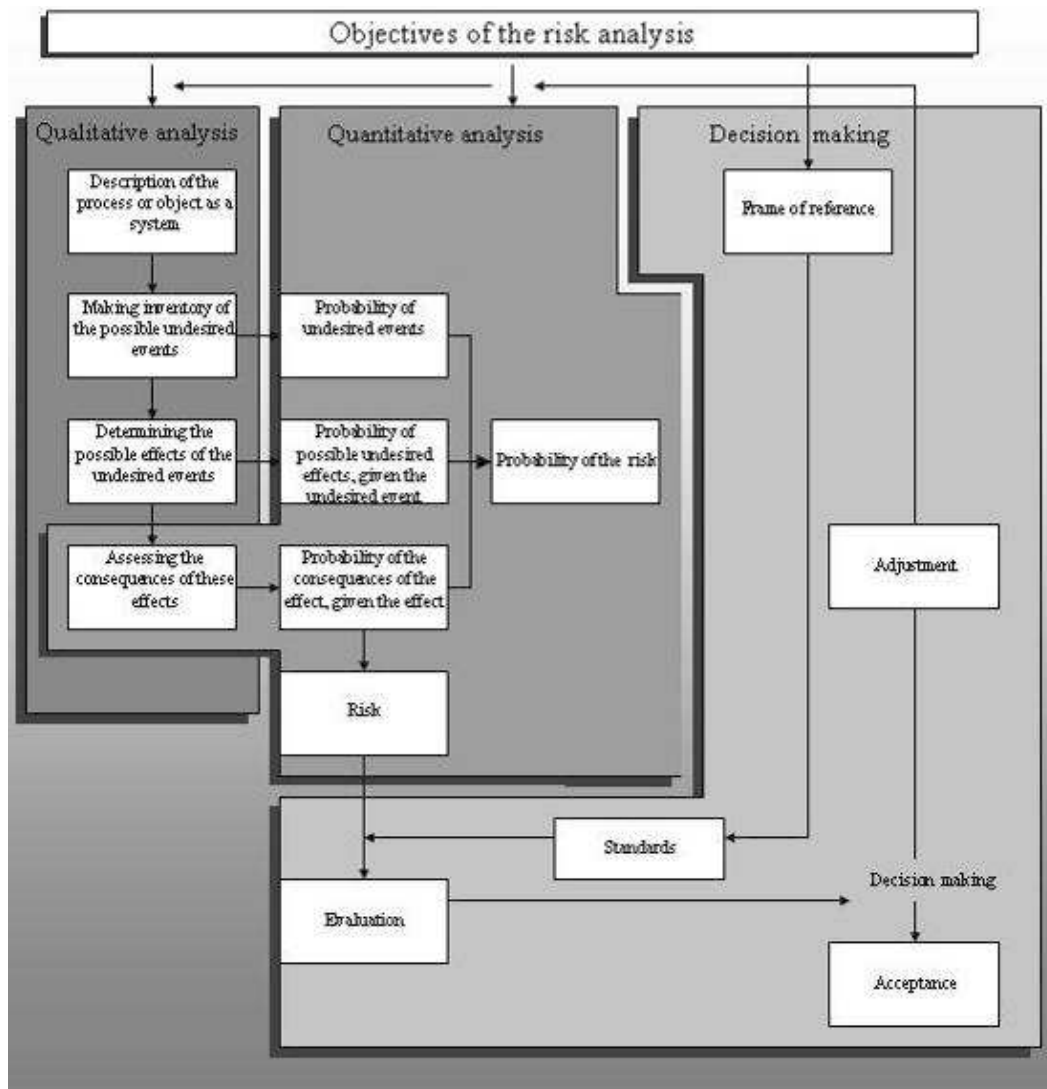 Objectives of the risk analysis
Qualitative analysis
Quantitative analysis
Decision making
Description of the
process or object as a
system
Frame of reference
Making inventory of
the possible undesired
events
Probability of
undesired events
Determining the
possible effects of the
undesired events
Probability of
possible undesired
effects, given the
undesired event
Probability of the risk
Assessing the
consequences of these
effects
Probability of the
consequences of the
effect, given the effect
Adjustment
Risk
Standards
Decision making
Evaluation
Acceptance